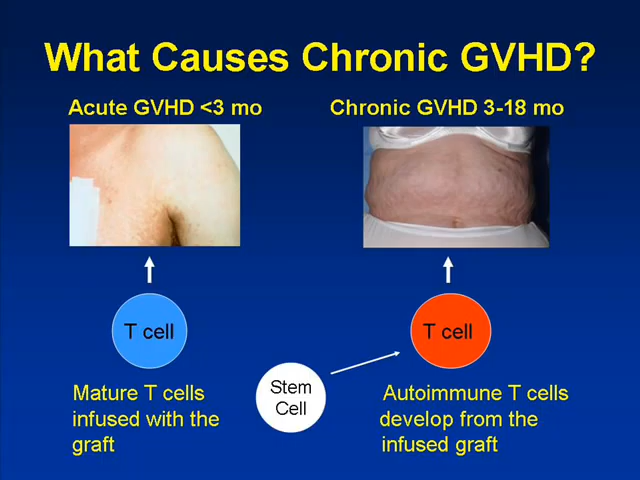 What Causes Chronic GVHD?
Acute GVHD <3 mo
Chronic GVHD 3-18 mo
T cell
T cell
Stem
Cell
Mature T cells
infused with the
graft
Autoimmune T cells
develop from the
infused graft